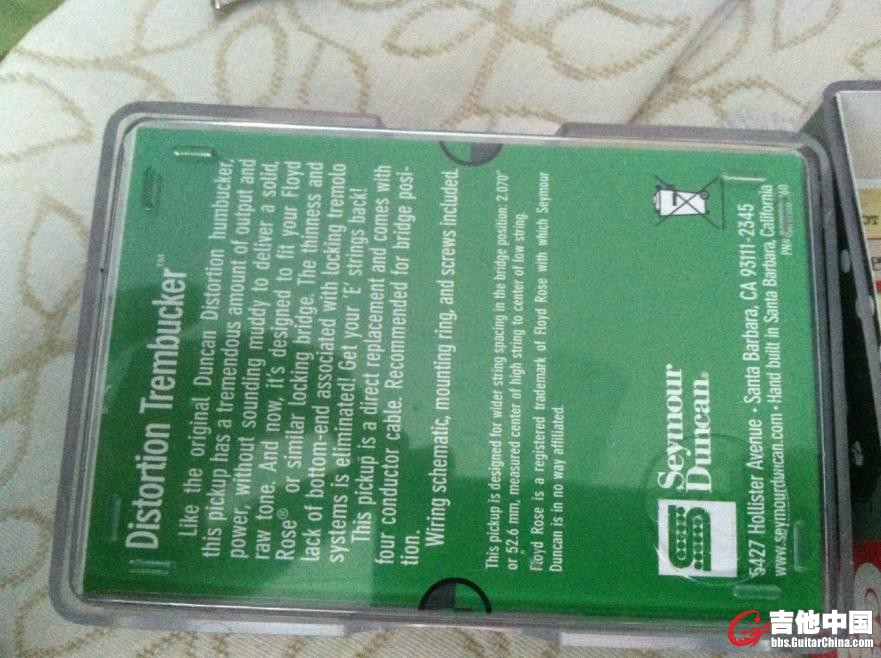 Distortion Trembucker™
Like the original Duncan Distortion humbucker,
this pickup has a tremendous amount of output and
power, without sounding muddy to deliver a solid,
raw tone. And now, it's designed to fit your Floyd
Rose® or similar locking bridge. The thinness and
lack of bottom-end associated with locking tremolo
systems is eliminated! Get your 'E' strings back!
This pickup is a direct replacement and comes with
four conductor cable. Recommended for bridge posi-
tion.
Wiring schematic, mounting ring, and screws included.
This pickup is designed for wider string spacing in the bridge position: 2.070"
or 52.6 mm, measured center of high string to center of low string.
Floyd Rose is a registered trademark of Floyd Rose with which Seymour
Duncan is in no way affiliated.
Seymour
Duncan®
5427 Hollister Avenue · Santa Barbara, CA 93111-2345
www.seymourduncan.com · Hand built in Santa Barbara, California
PN#
吉他中国
bbs.GuitarChina.com